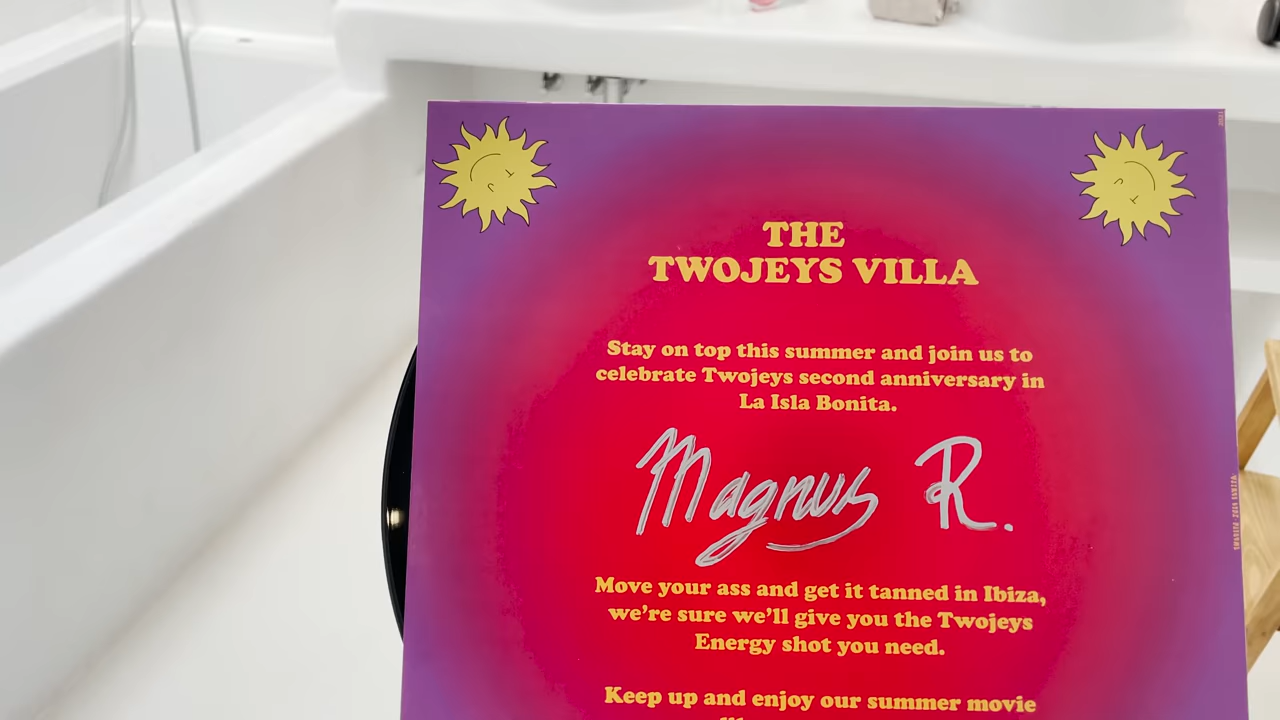 THE
TWOJEYS VILLA
Stay on top this summer and join us to
celebrate Twojeys second anniversary in
La Isla Bonita.
Magnus R.
Move your ass and get it tanned in Ibiza,
we're sure we'll give you the Twojeys
Energy shot you need.
Keep up and enjoy our summer movie